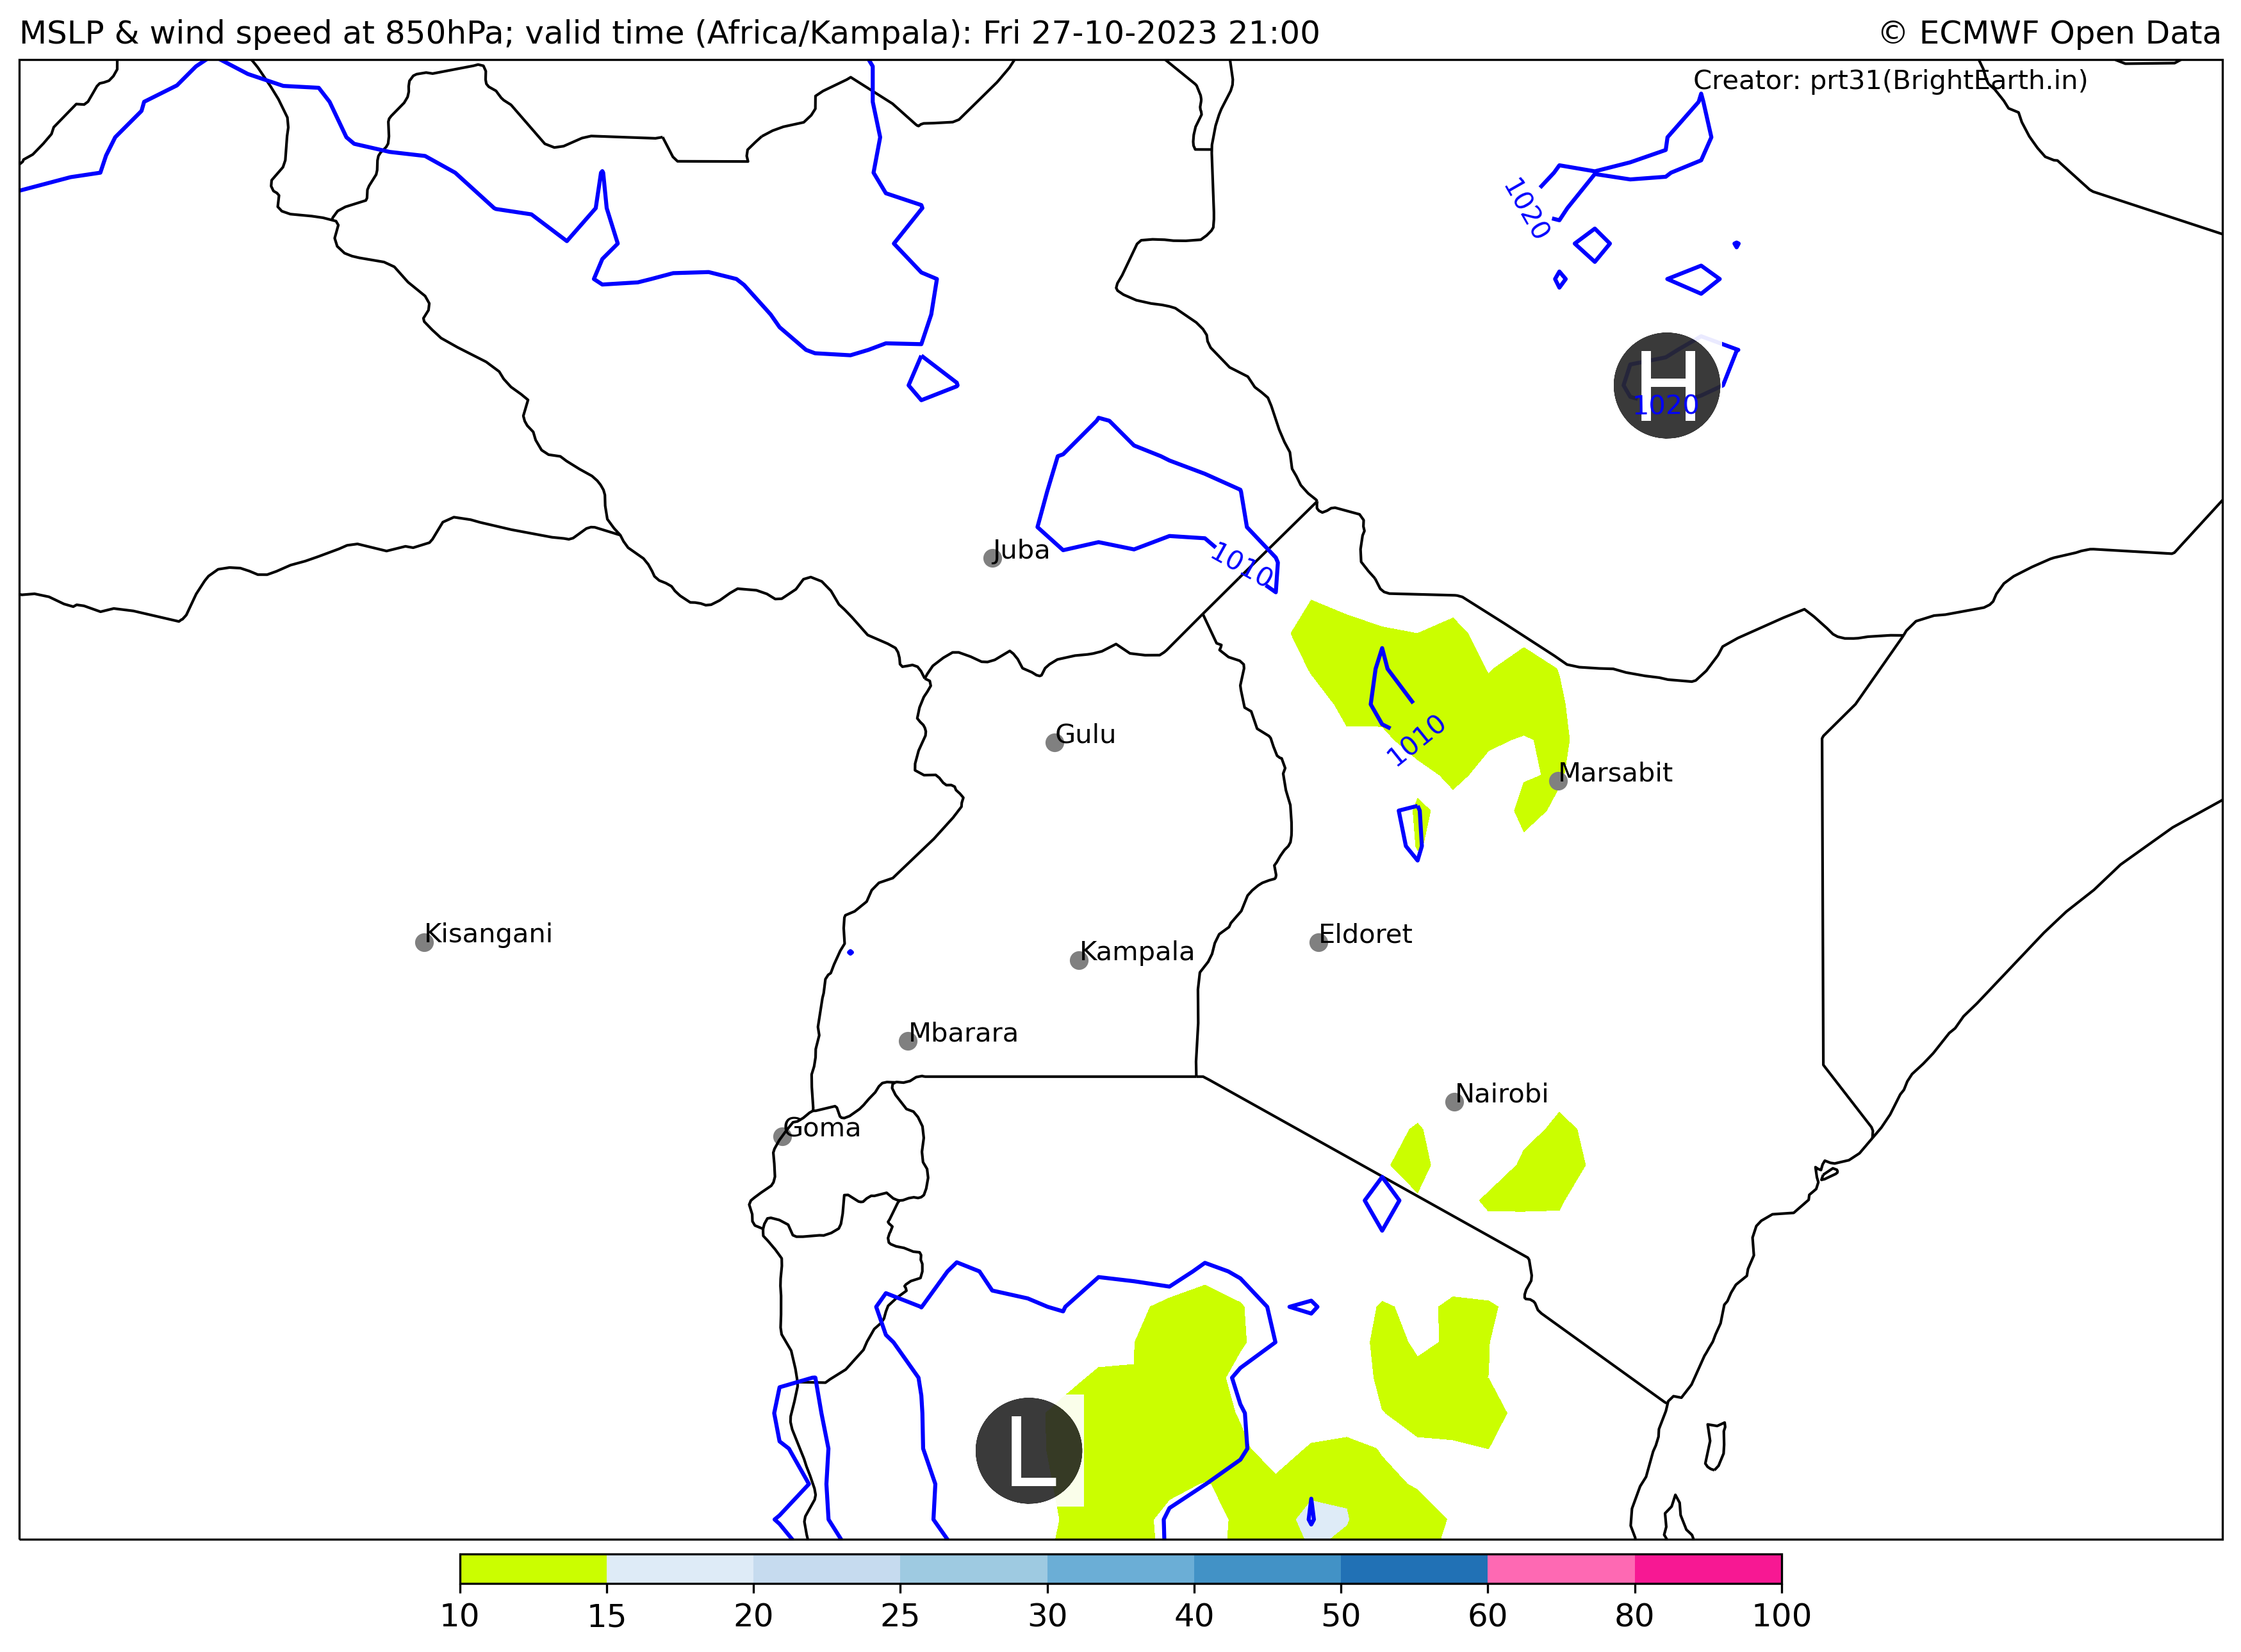 MSLP & wind speed at 850hPa; valid time (Africa/Kampala): Fri 27-10-2023 21:00
© ECMWF Open Data
Creator: prt31(BrightEarth.in)
1020
H
1020
Juba
1010
Gulu
1010
Marsabit
Kisangani
Eldoret
Kampala
Mbarara
Nairobi
Goma
L
10 15 20 25 30 40 50 60 80 100